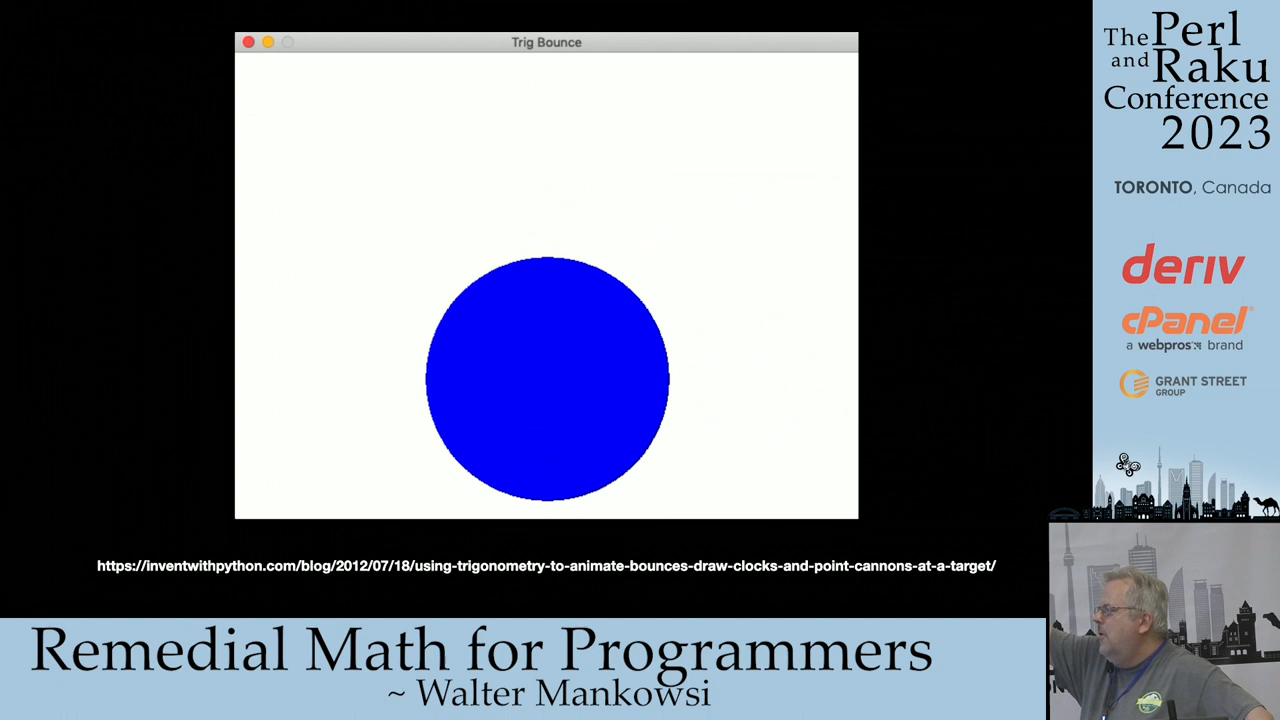 Trig Bounce
https://inventwithpython.com/blog/2012/07/18/using-trigonometry-to-animate-bounces-draw-clocks-and-point-cannons-at-a-target/
The Perl
and Raku
Conference
2023
TORONTO, Canada
deriv
cPanel®
a webpros brand
GRANT STREET
GROUP
Remedial Math for Programmers
~ Walter Mankowsi